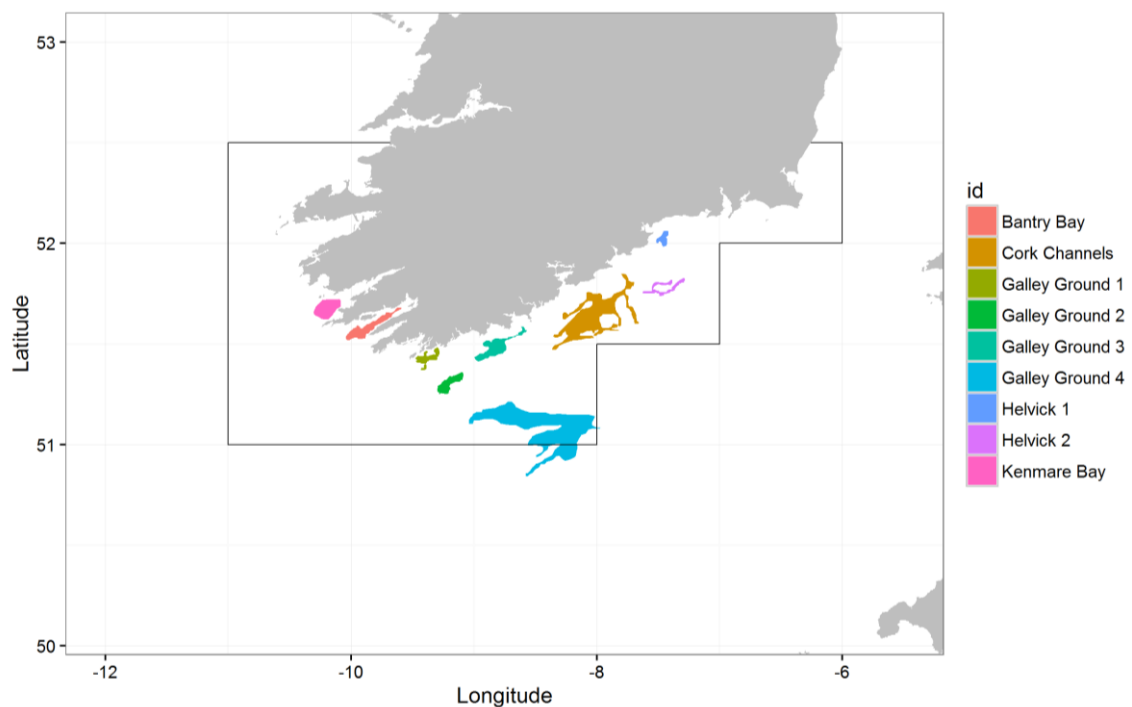 53
52
51
50
Latitude
-12
-10
-8
-6
Longitude
id
Bantry Bay
Cork Channels
Galley Ground 1
Galley Ground 2
Galley Ground 3
Galley Ground 4
Helvick 1
Helvick 2
Kenmare Bay